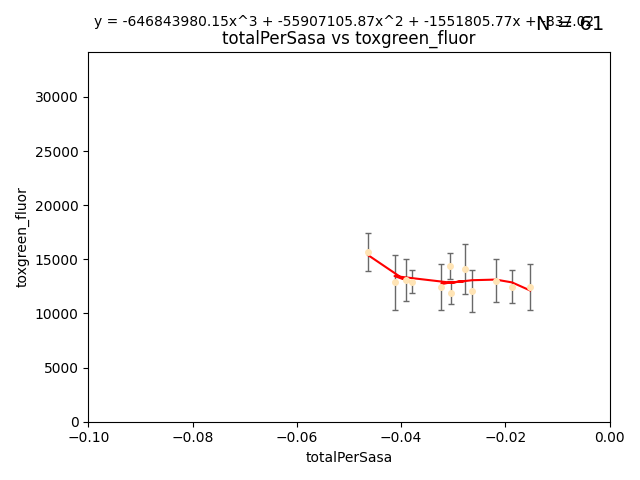 y = -646843980.15x^3 + -55907105.87x^2 + -1551805.77x +
N = 61
totalPerSasa vs toxgreen_fluor
30000
25000
20000
15000
10000
5000
0
toxgreen_fluor
−0.10
−0.08
−0.06
−0.04
−0.02
0.00
totalPerSasa